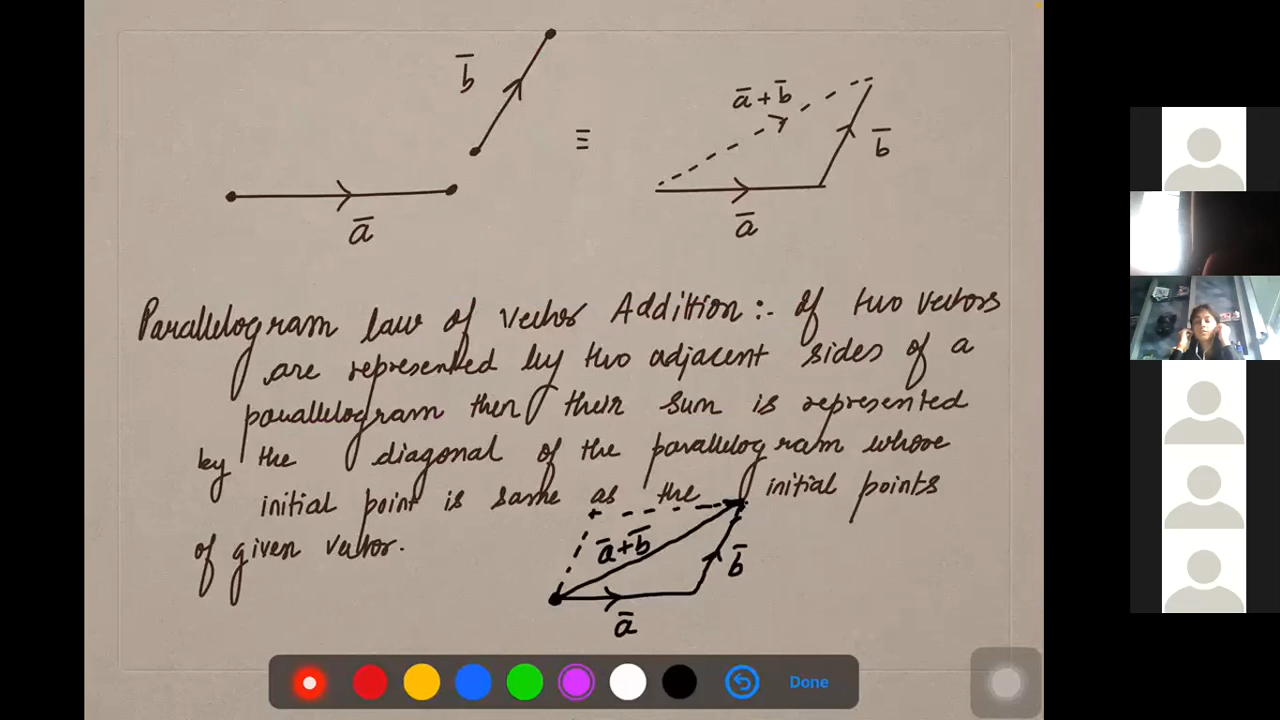 b̄
ā + b̄
≡
b̄
ā
ā
Parallelogram law of vector Addition :- If two vectors
are represented by two adjacent sides of a
parallelogram then their sum is represented
by the diagonal of the parallelogram whose
initial point is same as the initial points
of given vector.
ā+b̄
b̄
ā
Done